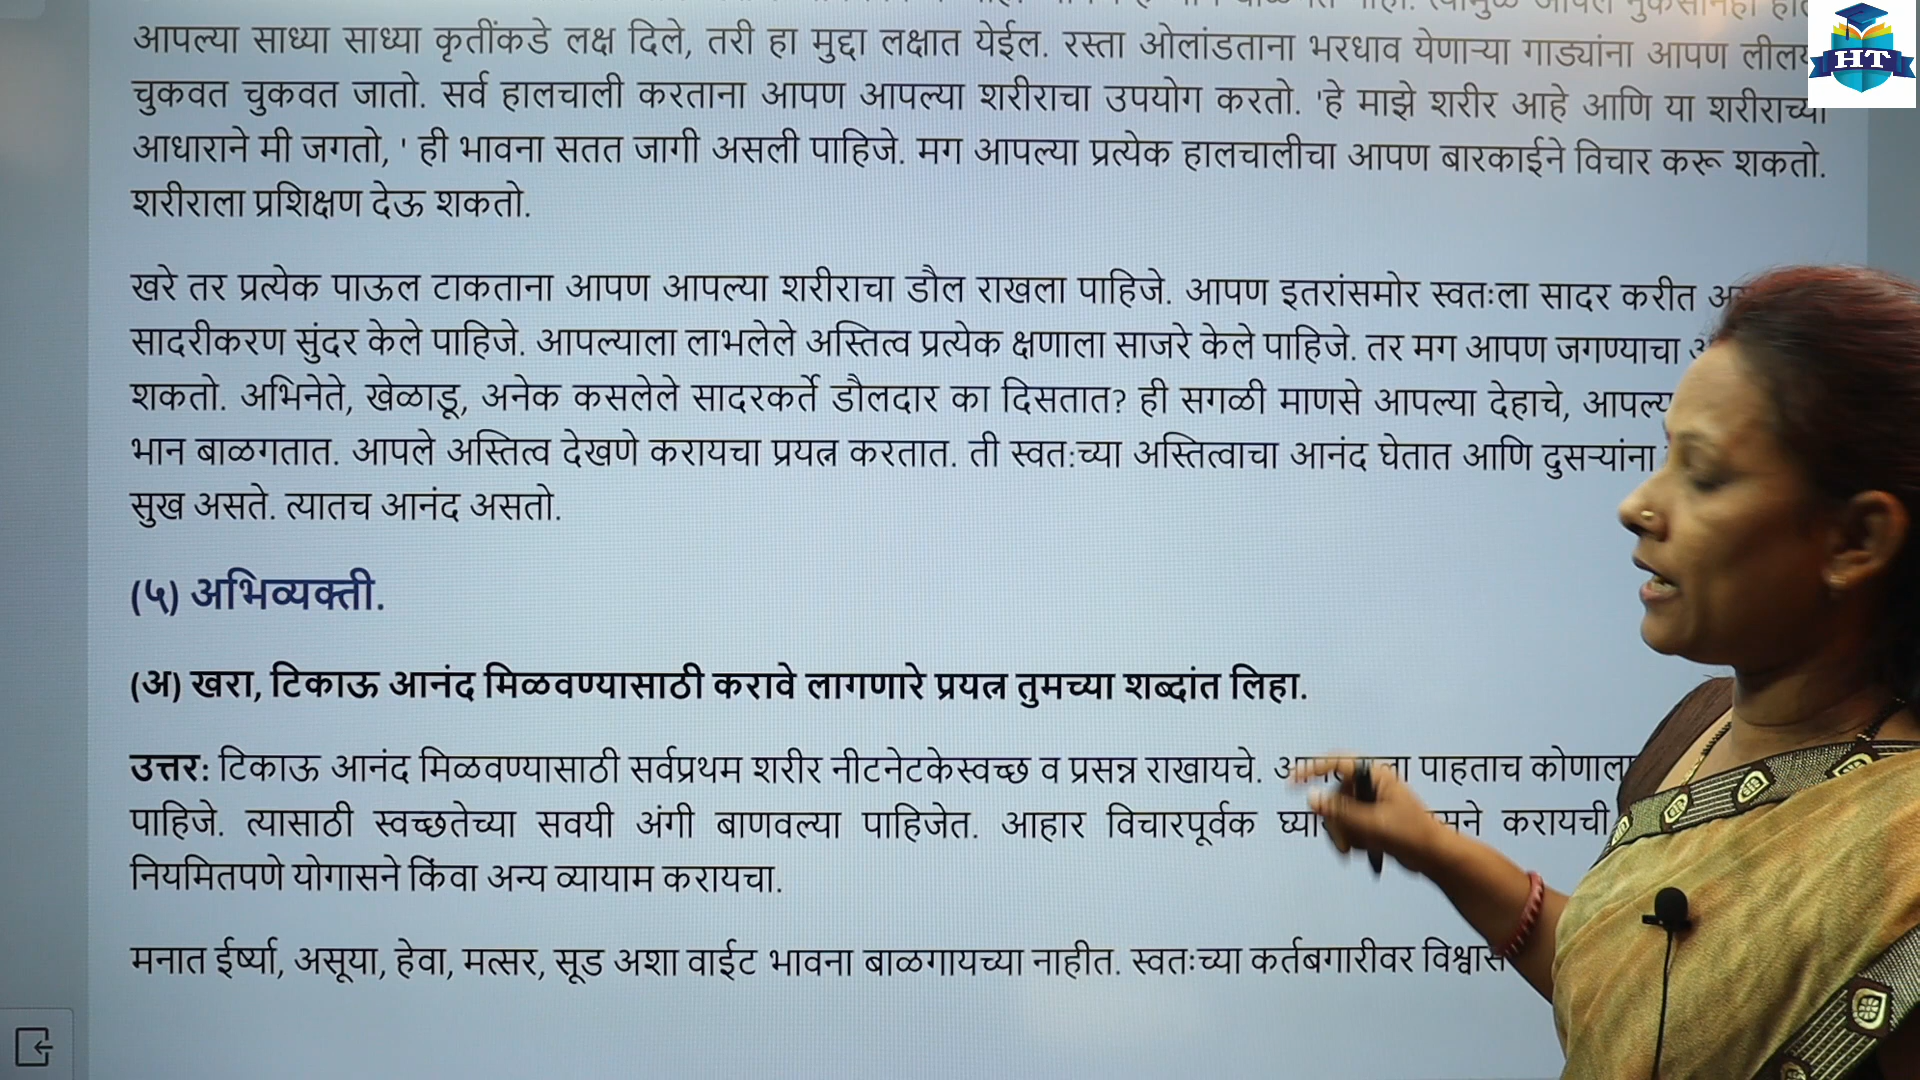 आपल्या साध्या साध्या कृतींकडे लक्ष दिले, तरी हा मुद्दा लक्षात येईल. रस्ता ओलांडताना भरधाव येणाऱ्या गाड्यांना आपण
HT
चुकवत चुकवत जातो. सर्व हालचाली करताना आपण आपल्या शरीराचा उपयोग करतो. 'हे माझे शरीर आहे आणि या शरीराच्या
आधाराने मी जगतो, ' ही भावना सतत जागी असली पाहिजे. मग आपल्या प्रत्येक हालचालीचा आपण बारकाईने विचार करू शकतो.
शरीराला प्रशिक्षण देऊ शकतो.
खरे तर प्रत्येक पाऊल टाकताना आपण आपल्या शरीराचा डौल राखला पाहिजे. आपण इतरांसमोर स्वतःला सादर करीत
सादरीकरण सुंदर केले पाहिजे. आपल्याला लाभलेले अस्तित्व प्रत्येक क्षणाला साजरे केले पाहिजे. तर मग आपण जगण्याचा
शकतो. अभिनेते, खेळाडू, अनेक कसलेले सादरकर्ते डौलदार का दिसतात? ही सगळी माणसे आपल्या देहाचे,
भान बाळगतात. आपले अस्तित्व देखणे करायचा प्रयत्न करतात. ती स्वत:च्या अस्तित्वाचा आनंद घेतात आणि दुसऱ्यांना
सुख असते. त्यातच आनंद असतो.
(५) अभिव्यक्ती.
(अ) खरा, टिकाऊ आनंद मिळवण्यासाठी करावे लागणारे प्रयत्न तुमच्या शब्दांत लिहा.
उत्तर: टिकाऊ आनंद मिळवण्यासाठी सर्वप्रथम शरीर नीटनेटकेस्वच्छ व प्रसन्न राखायचे. पाहताच
पाहिजे. त्यासाठी स्वच्छतेच्या सवयी अंगी बाणवल्या पाहिजेत. आहार विचारपूर्वक करायची
नियमितपणे योगासने किंवा अन्य व्यायाम करायचा.
मनात ईर्ष्या, असूया, हेवा, मत्सर, सूड अशा वाईट भावना बाळगायच्या नाहीत. स्वतःच्या कर्तबगारीवर विश्वास